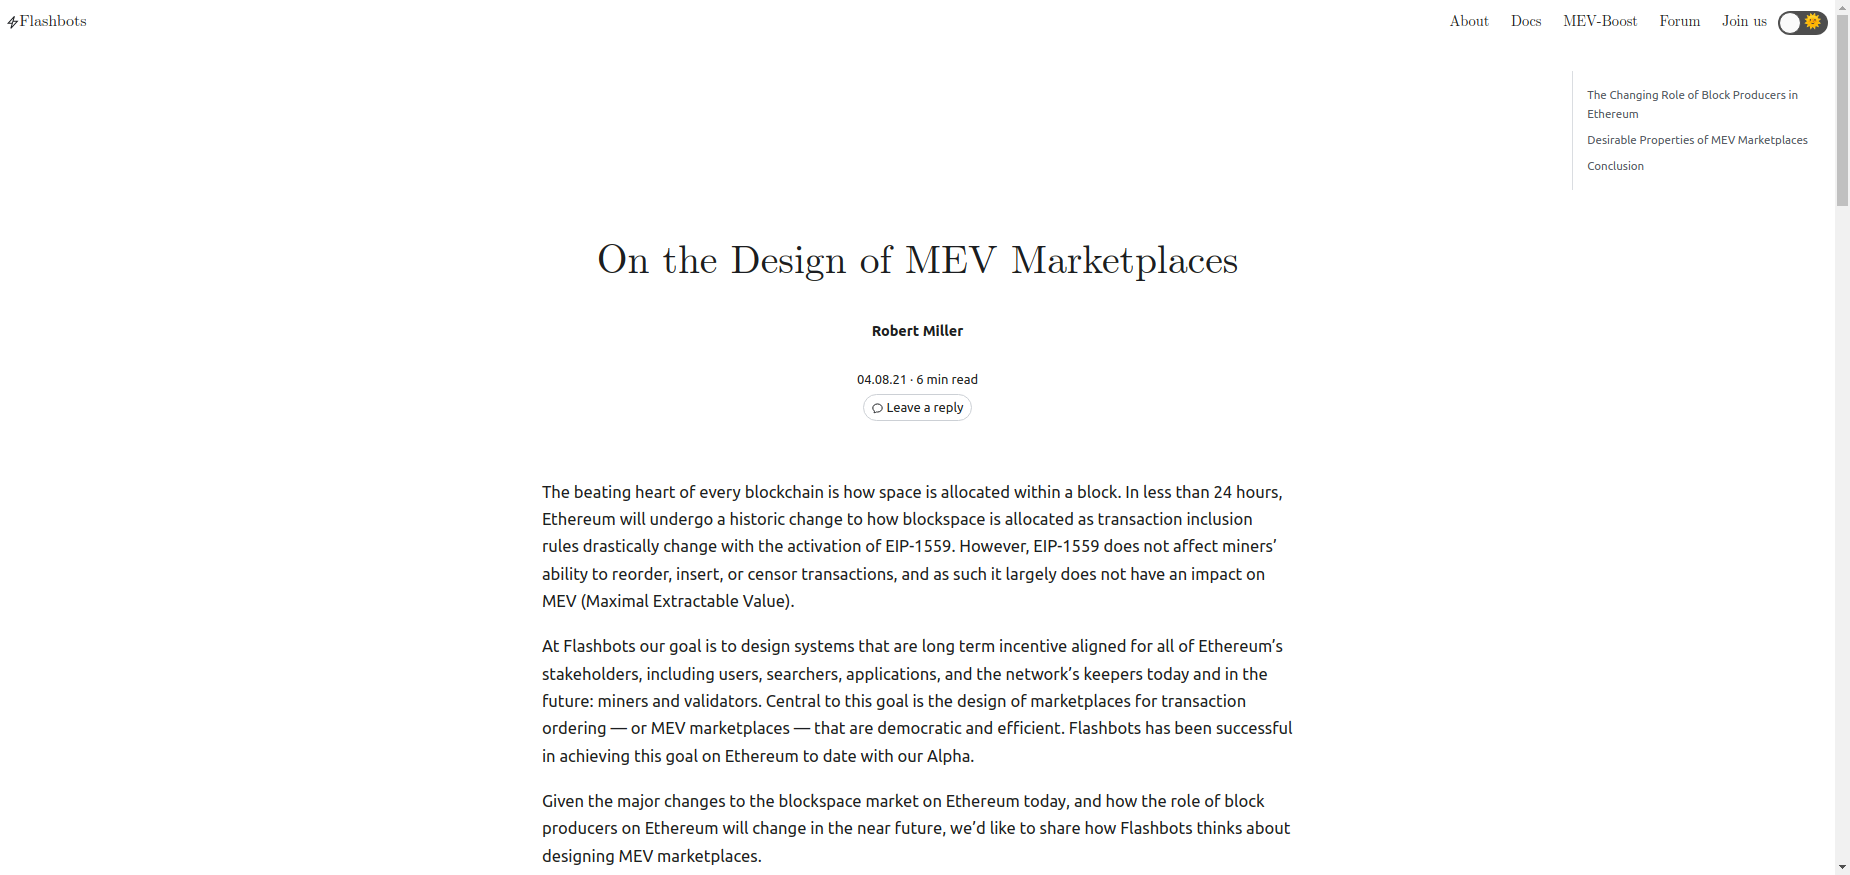 Flashbots
About Docs MEV-Boost Forum Join us
The Changing Role of Block Producers in
Ethereum
Desirable Properties of MEV Marketplaces
Conclusion
On the Design of MEV Marketplaces
Robert Miller
04.08.21 · 6 min read
Leave a reply
The beating heart of every blockchain is how space is allocated within a block. In less than 24 hours,
Ethereum will undergo a historic change to how blockspace is allocated as transaction inclusion
rules drastically change with the activation of EIP-1559. However, EIP-1559 does not affect miners’
ability to reorder, insert, or censor transactions, and as such it largely does not have an impact on
MEV (Maximal Extractable Value).
At Flashbots our goal is to design systems that are long term incentive aligned for all of Ethereum’s
stakeholders, including users, searchers, applications, and the network’s keepers today and in the
future: miners and validators. Central to this goal is the design of marketplaces for transaction
ordering — or MEV marketplaces — that are democratic and efficient. Flashbots has been successful
in achieving this goal on Ethereum to date with our Alpha.
Given the major changes to the blockspace market on Ethereum today, and how the role of block
producers on Ethereum will change in the near future, we’d like to share how Flashbots thinks about
designing MEV marketplaces.